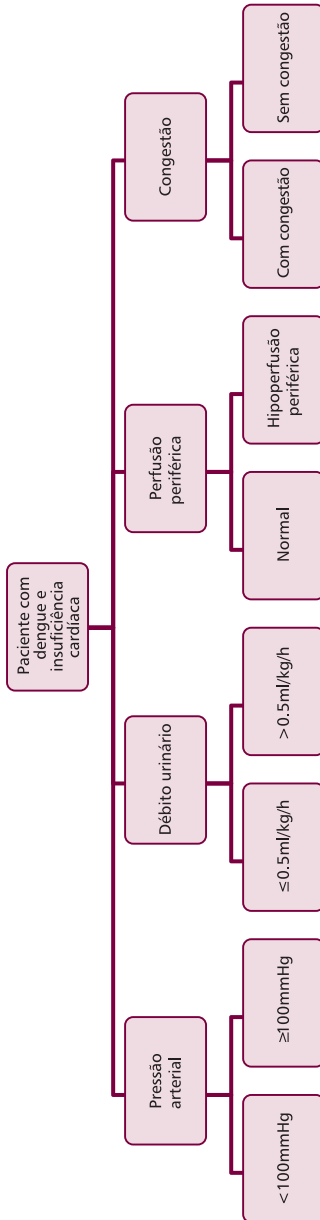 Paciente com
dengue e
insuficiência
cardíaca
Pressão
arterial
Débito urinário
Perfusão
periférica
Congestão
<100mmHg
≥100mmHg
≤0.5ml/kg/h
>0.5ml/kg/h
Normal
Hipoperfusão
periférica
Com congestão
Sem congestão